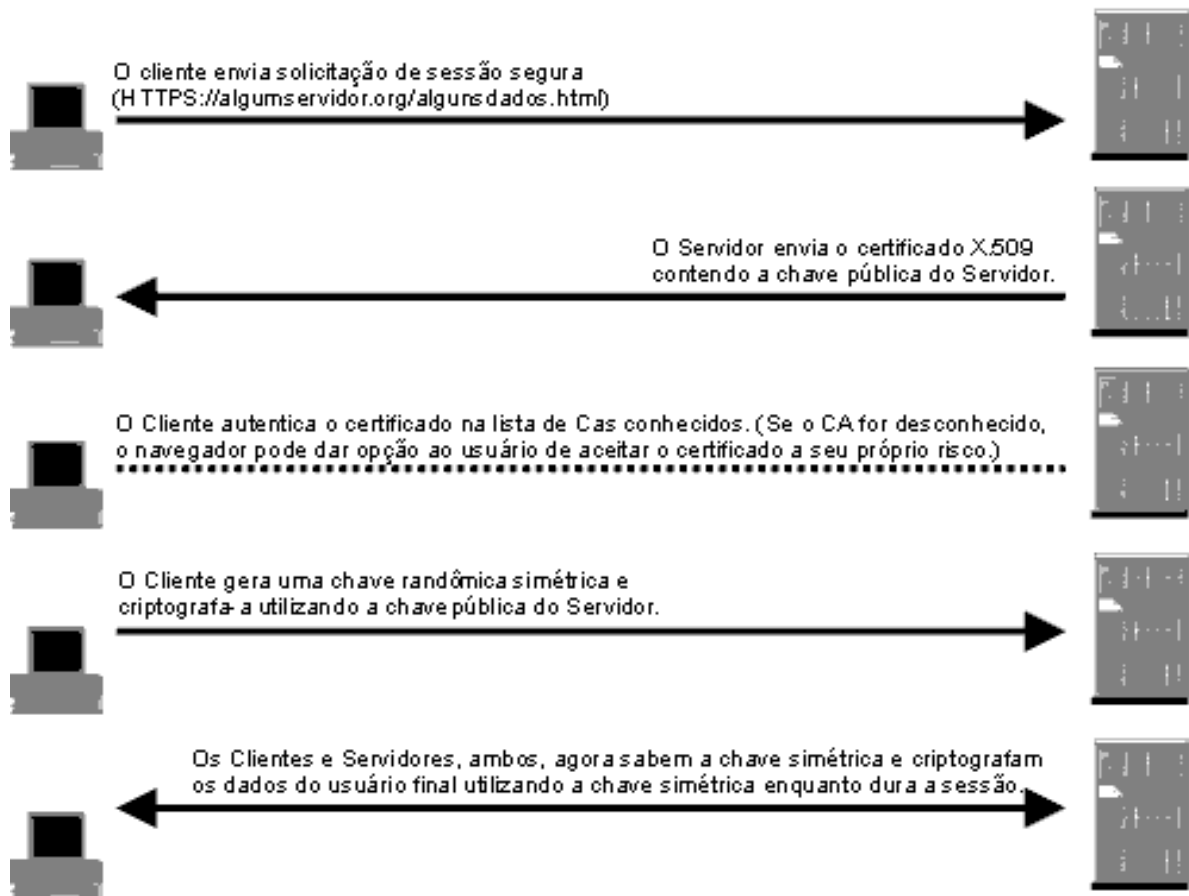 O cliente envia solicitação de sessão segura
(HTTPS://algumservidor.org/algunsdados.html)
O Servidor envia o certificado X.509
contendo a chave pública do Servidor.
O Cliente autentica o certificado na lista de Cas conhecidos. (Se o CA for desconhecido,
o navegador pode dar opção ao usuário de aceitar o certificado a seu próprio risco.)
O Cliente gera uma chave randômica simétrica e
criptografa-a utilizando a chave pública do Servidor.
Os Clientes e Servidores, ambos, agora sabem a chave simétrica e criptografam
os dados do usuário final utilizando a chave simétrica enquanto dura a sessão.